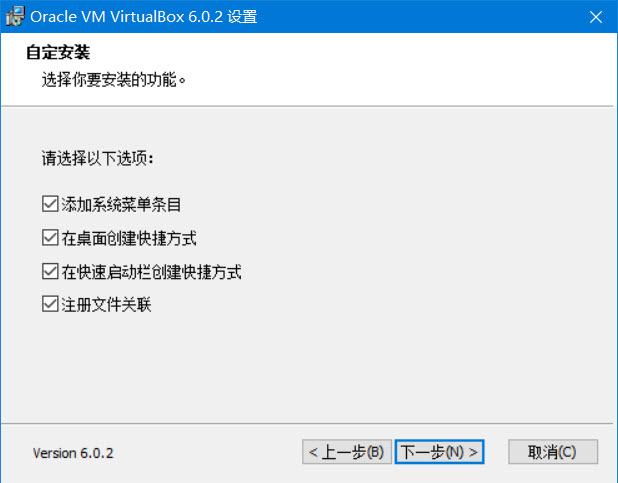 Oracle VM VirtualBox 6.0.2 设置
自定安装
选择你要安装的功能。
请选择以下选项：
添加系统菜单条目
在桌面创建快捷方式
在快速启动栏创建快捷方式
注册文件关联
Version 6.0.2
< 上一步(B)
下一步(N) >
取消(C)